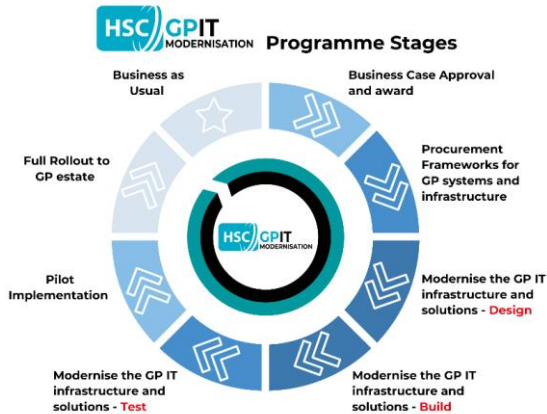 HSC GPIT
MODERNISATION
Programme Stages
Business as
Usual
Business Case Approval
and award
Full Rollout to
GP estate
Procurement
Frameworks for
GP systems and
infrastructure
HSC GPIT
MODERNISATION
Pilot
Implementation
Modernise the GP IT
infrastructure and
solutions - Design
Modernise the GP IT
infrastructure and
solutions - Test
Modernise the GP IT
infrastructure and
solutions - Build